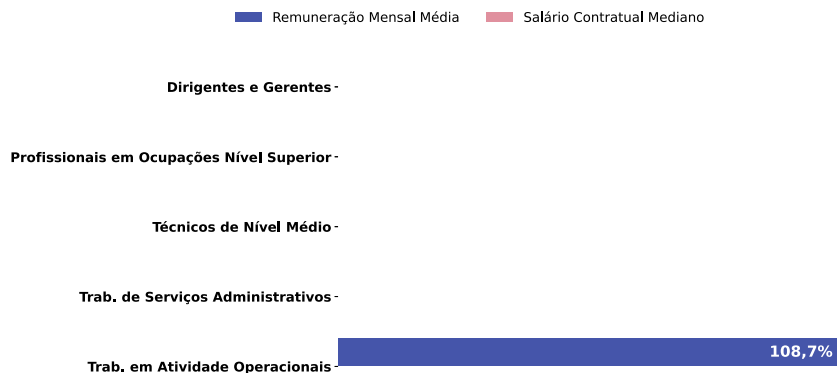 Remuneração Mensal Média Salário Contratual Mediano
Dirigentes e Gerentes
Profissionais em Ocupações Nível Superior
Técnicos de Nível Médio
Trab. de Serviços Administrativos
108,7%
Trab. em Atividade Operacionais